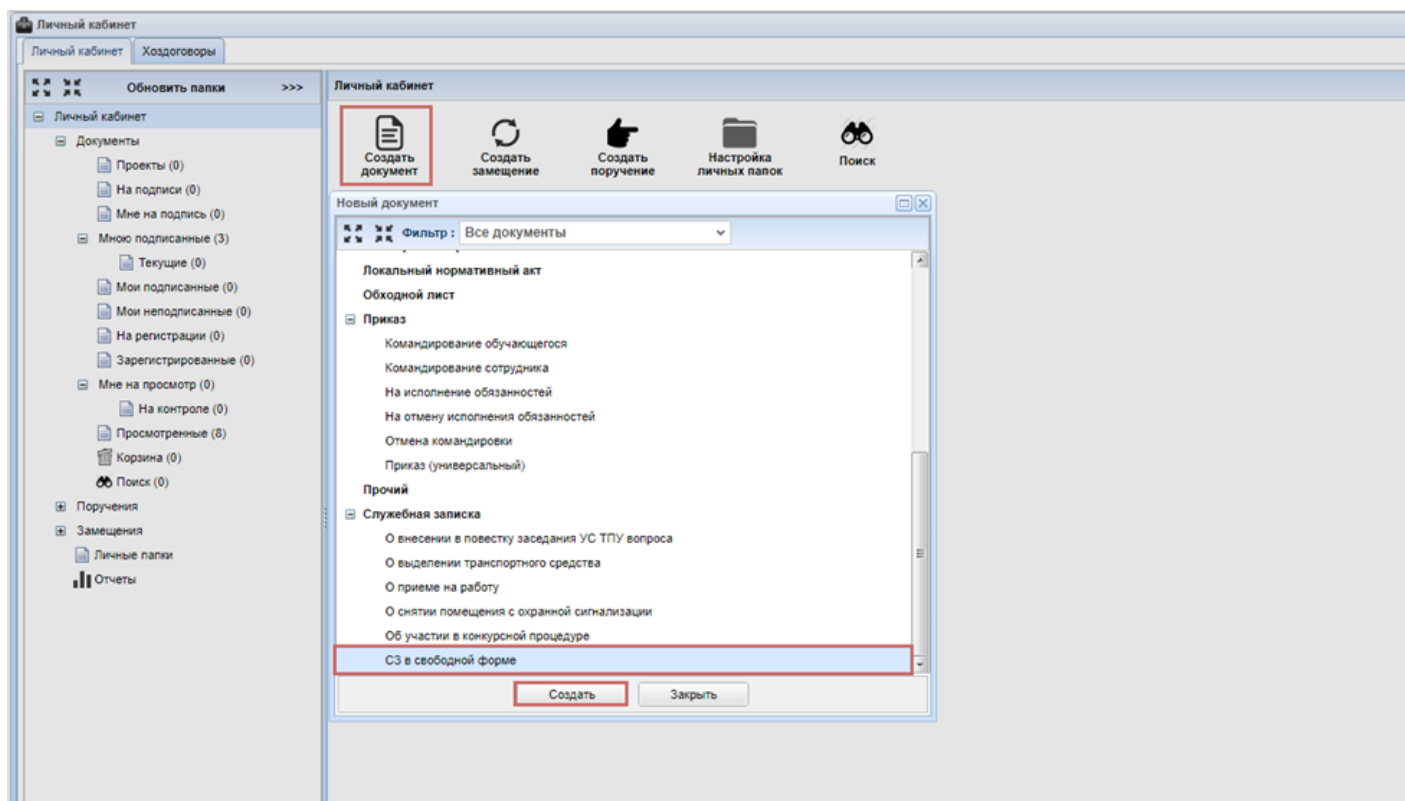 Личный кабинет
Личный кабинет Хоздоговоры
Обновить папки >>>
Личный кабинет
Документы
Проекты (0)
На подписи (0)
Мне на подпись (0)
Мною подписанные (3)
Текущие (0)
Мои подписанные (0)
Мои неподписанные (0)
На регистрации (0)
Зарегистрированные (0)
Мне на просмотр (0)
На контроле (0)
Просмотренные (8)
Корзина (0)
Поиск (0)
Поручения
Замещения
Личные папки
Отчеты
Личный кабинет
Создать
документ
Создать
замещение
Создать
поручение
Настройка
личных папок
Поиск
Новый документ
Фильтр : Все документы
Локальный нормативный акт
Обходной лист
Приказ
Командирование обучающегося
Командирование сотрудника
На исполнение обязанностей
На отмену исполнения обязанностей
Отмена командировки
Приказ (универсальный)
Прочий
Служебная записка
О внесении в повестку заседания УС ТПУ вопроса
О выделении транспортного средства
О приеме на работу
О снятии помещения с охранной сигнализации
Об участии в конкурсной процедуре
СЗ в свободной форме
Создать Закрыть